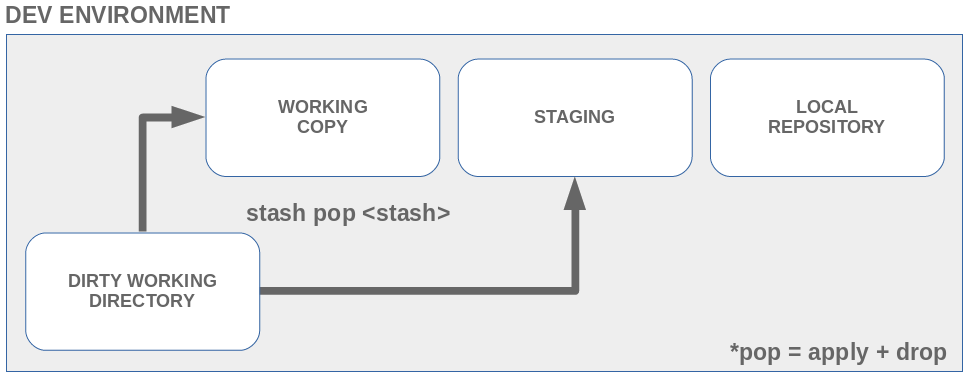 DEV ENVIRONMENT
WORKING
COPY
STAGING
LOCAL
REPOSITORY
stash pop <stash>
DIRTY WORKING
DIRECTORY
*pop = apply + drop